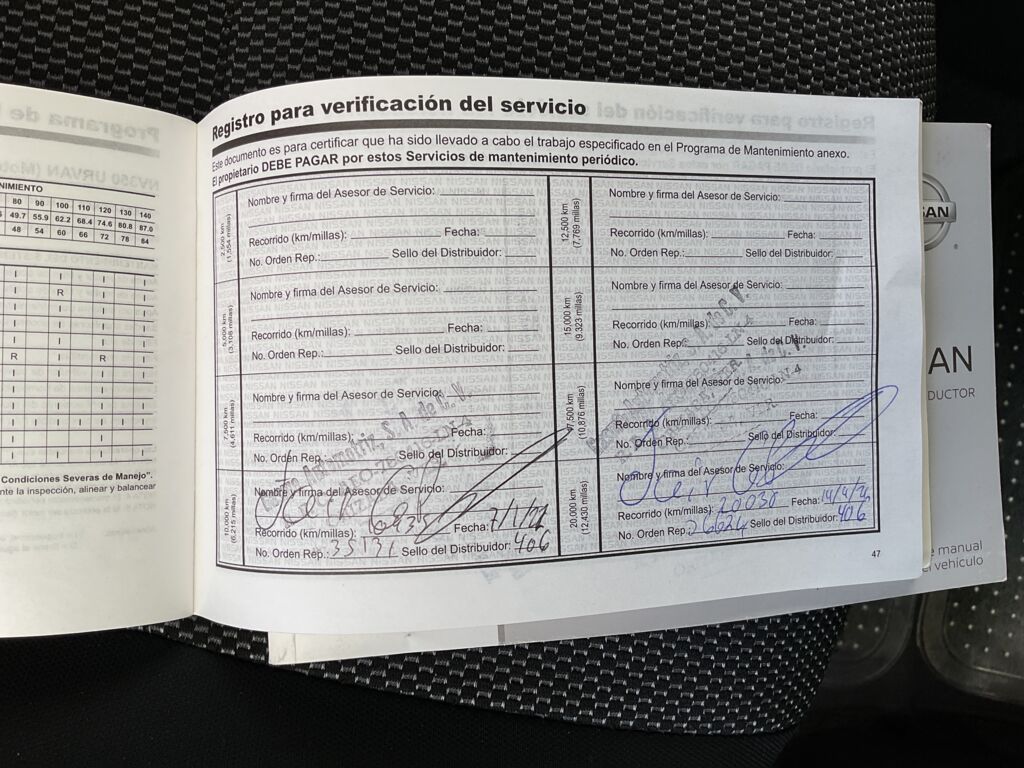 Programa de
NV350 URVAN (Moto
NIMIENTO
80 90 100 110 120 130 140
49.7 55.9 62.2 68.4 74.6 80.8 87.0
48 54 60 66 72 78 84
I I I
I R I
I I I
I I I
R I R I
I I I
I I I
I I I I I I I
I I
I I
Condiciones Severas de Manejo".
nte la inspección, alinear y balancear
Registro para verificación del servicio
Este documento es para certificar que ha sido llevado a cabo el trabajo especificado en el Programa de Mantenimiento anexo.
El propietario DEBE PAGAR por estos Servicios de mantenimiento periódico.
2,500 km
(1,554 millas)
Nombre y firma del Asesor de Servicio:
Recorrido (km/millas): Fecha:
No. Orden Rep.: Sello del Distribuidor:
5,000 km
(3,108 millas)
Nombre y firma del Asesor de Servicio:
Recorrido (km/millas): Fecha:
No. Orden Rep.: Sello del Distribuidor:
7,500 km
(4,611 millas)
Nombre y firma del Asesor de Servicio:
Recorrido (km/millas): Fecha:
No. Orden Rep.: Sello del Distribuidor:
10,000 km
(6,215 millas)
Nombre y firma del Asesor de Servicio:
Recorrido (km/millas): Fecha:
No. Orden Rep.: Sello del Distribuidor: 406
12,500 km
(7,769 millas)
Nombre y firma del Asesor de Servicio:
Recorrido (km/millas): Fecha:
No. Orden Rep.: Sello del Distribuidor:
15,000 km
(9,323 millas)
Nombre y firma del Asesor de Servicio:
Recorrido (km/millas): Fecha:
No. Orden Rep.: Sello del Distribuidor:
17,500 km
(10,876 millas)
Nombre y firma del Asesor de Servicio:
Recorrido (km/millas): Fecha:
No. Orden Rep.: Sello del Distribuidor:
20,000 km
(12,430 millas)
Nombre y firma del Asesor de Servicio:
Recorrido (km/millas): 20038 Fecha:
No. Orden Rep.: 36624 Sello del Distribuidor: 406
47
SAN
AN
DUCTOR
e manual
el vehículo